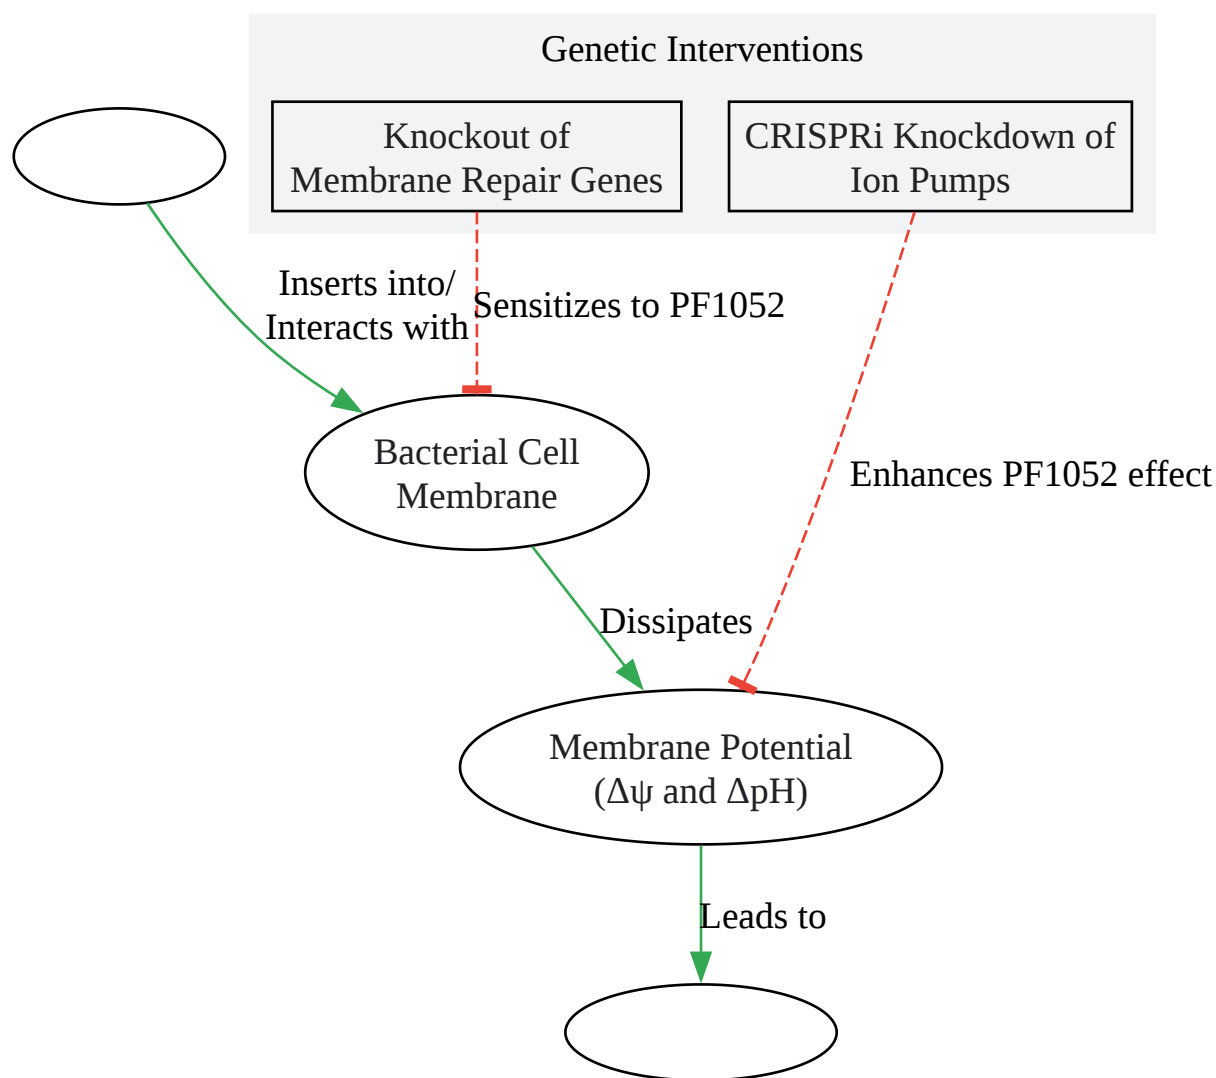 Genetic Interventions
Knockout of
Membrane Repair Genes
CRISPRi Knockdown of
Ion Pumps
Inserts into/
Interacts with
Sensitizes to PF1052
Bacterial Cell
Membrane
Enhances PF1052 effect
Dissipates
Membrane Potential
(Δψ and ΔpH)
Leads to